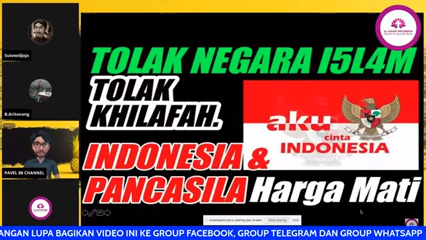 Sutowidjojo
B.Aritonang
PAVEL 88 CHANNEL
TOLAK NEGARA I5L4M
TOLAK
KHILAFAH.
aku
cinta
INDONESIA
INDONESIA &
PANCASILA Harga Mati
ANGAN LUPA BAGIKAN VIDEO INI KE GROUP FACEBOOK, GROUP TELEGRAM DAN GROUP WHATSAPP